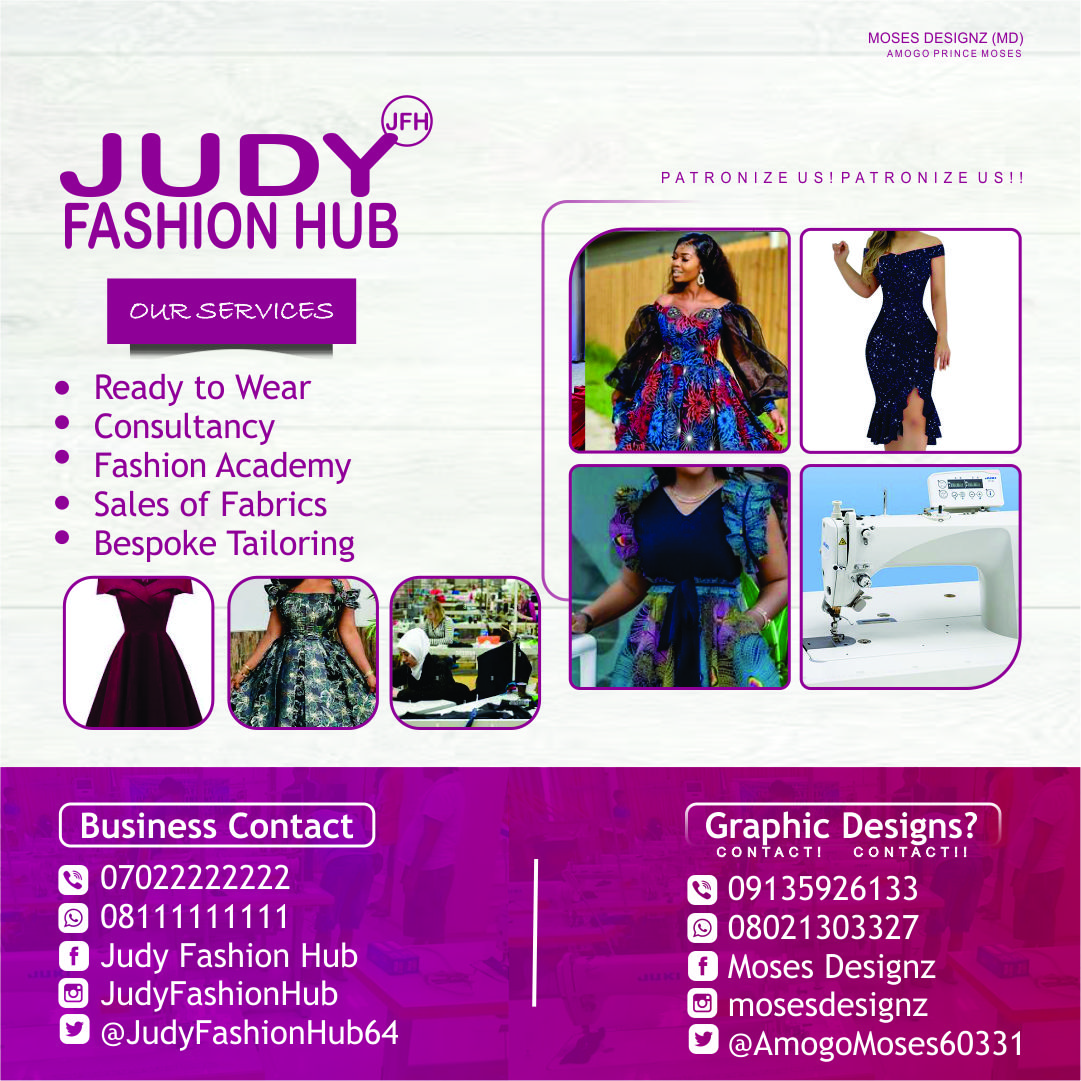 MOSES DESIGNZ (MD)
AMOGO PRINCE MOSES
JFH
JUDY
FASHION HUB
PATRONIZE US! PATRONIZE US!!
OUR SERVICES
Ready to Wear
Consultancy
Fashion Academy
Sales of Fabrics
Bespoke Tailoring
Business Contact
07022222222
08111111111
Judy Fashion Hub
JudyFashionHub
@JudyFashionHub64
Graphic Designs?
CONTACT! CONTACT!!
09135926133
08021303327
Moses Designz
mosesdesignz
@AmogoMoses60331
JUKI